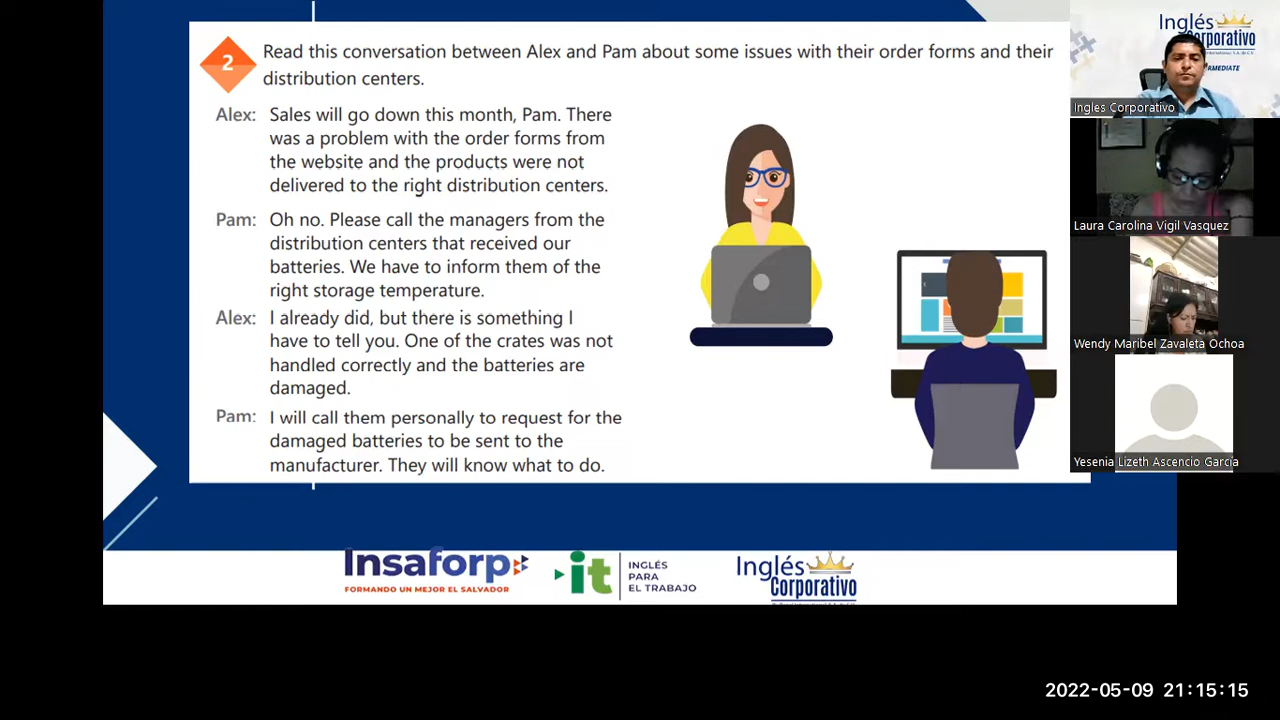 2
Read this conversation between Alex and Pam about some issues with their order forms and their
distribution centers.
Alex: Sales will go down this month, Pam. There
was a problem with the order forms from
the website and the products were not
delivered to the right distribution centers.
Pam: Oh no. Please call the managers from the
distribution centers that received our
batteries. We have to inform them of the
right storage temperature.
Alex: I already did, but there is something I
have to tell you. One of the crates was not
handled correctly and the batteries are
damaged.
Pam: I will call them personally to request for the
damaged batteries to be sent to the
manufacturer. They will know what to do.
Insaforp
FORMANDO UN MEJOR EL SALVADOR
it
INGLÉS
PARA
EL TRABAJO
Inglés
Corporativo
Inglés
Corporativo
Ingles Corporativo
Laura Carolina Vigil Vasquez
Wendy Maribel Zavaleta Ochoa
Yesenia Lizeth Ascencio Garcia
2022-05-09 21:15:15